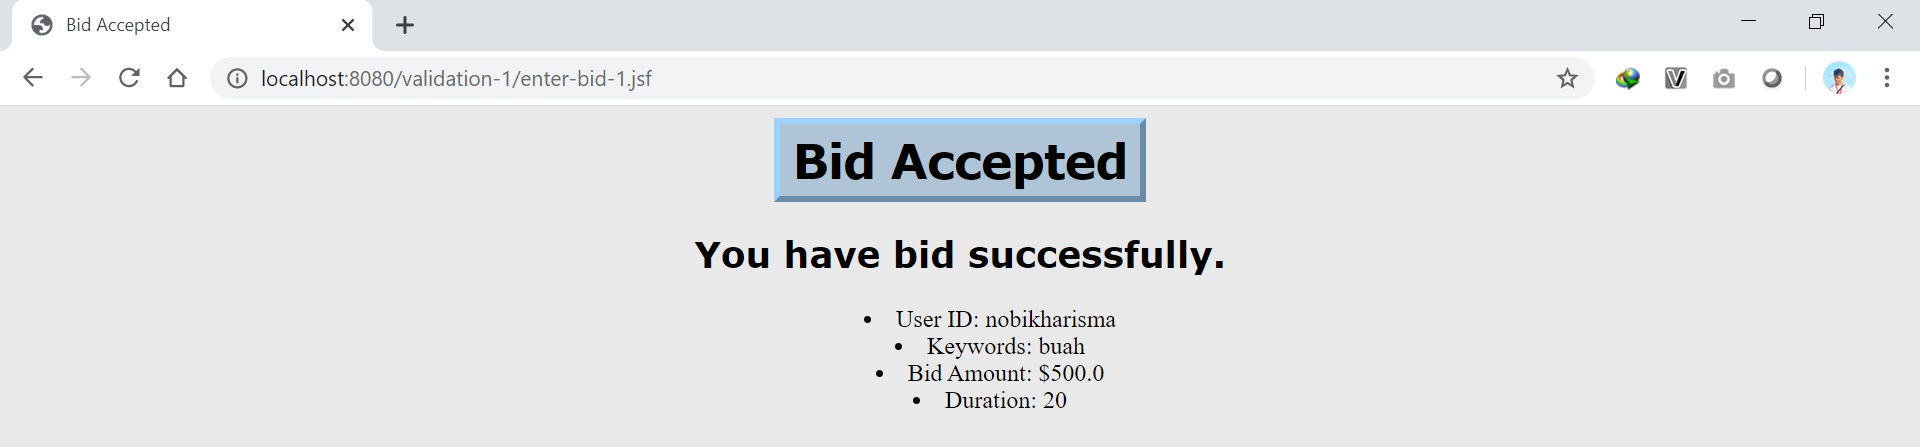 Bid Accepted
localhost:8080/validation-1/enter-bid-1.jsf
Bid Accepted
You have bid successfully.
• User ID: nobikharisma
• Keywords: buah
• Bid Amount: $500.0
• Duration: 20